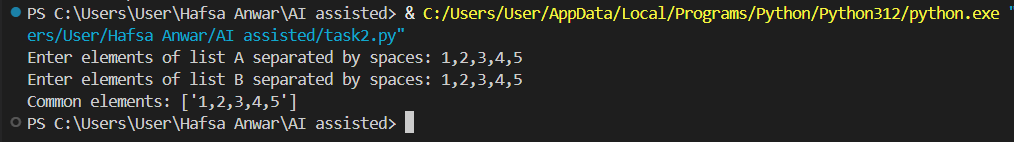 PS C:\Users\User\Hafsa Anwar\AI assisted> & C:/Users/User/AppData/Local/Programs/Python/Python312/python.exe "
ers/User/Hafsa Anwar/AI assisted/task2.py"
Enter elements of list A separated by spaces: 1,2,3,4,5
Enter elements of list B separated by spaces: 1,2,3,4,5
Common elements: ['1,2,3,4,5']
PS C:\Users\User\Hafsa Anwar\AI assisted>